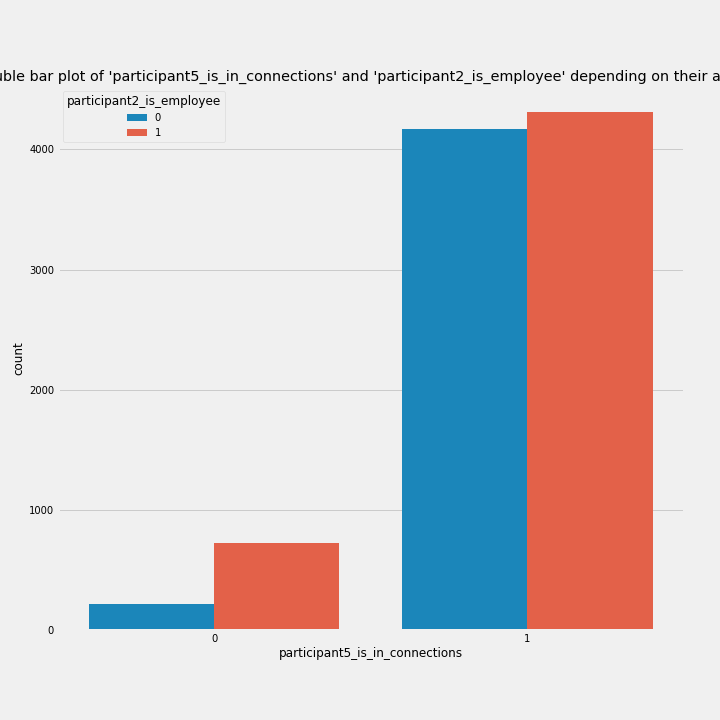 ble bar plot of 'participant5_is_in_connections' and 'participant2_is_employee' depending on their a
participant2_is_employee
0
1
4000
3000
2000
1000
0
count
0
1
participant5_is_in_connections